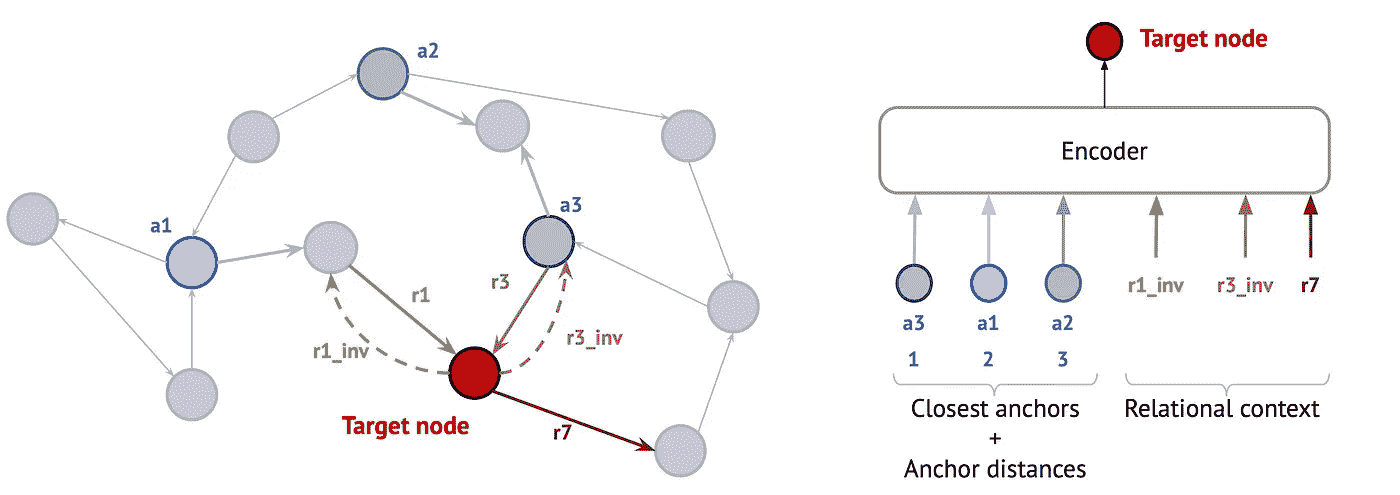 a2
a1
a3
r1
r3
r1_inv
r3_inv
Target node
r7
Target node
Encoder
r1_inv r3_inv r7
a3 a1 a2
1 2 3
Closest anchors Relational context
+
Anchor distances